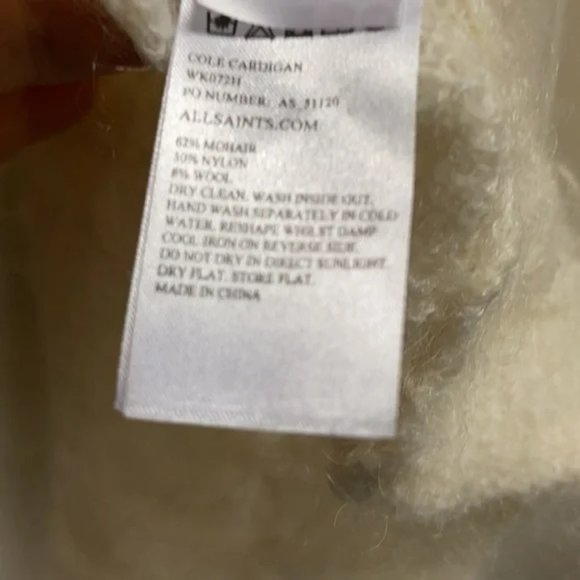 COLE CARDIGAN
WK072H
PO NUMBER: AS_51120
ALLSAINTS.COM
62% MOHAIR
30% NYLON
8% WOOL
DRY CLEAN. WASH INSIDE OUT.
HAND WASH SEPARATELY IN COLD
WATER. RESHAPE WHILST DAMP.
COOL IRON ON REVERSE SIDE.
DO NOT DRY IN DIRECT SUNLIGHT.
DRY FLAT. STORE FLAT.
MADE IN CHINA